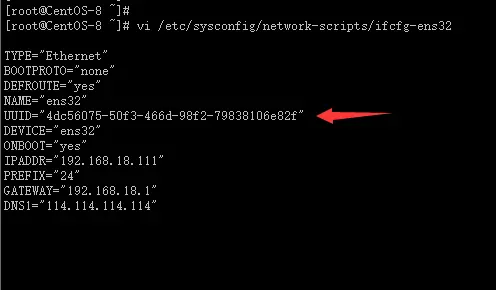 [root@CentOS-8 ~]#
[root@CentOS-8 ~]# vi /etc/sysconfig/network-scripts/ifcfg-ens32
TYPE="Ethernet"
BOOTPROTO="none"
DEFROUTE="yes"
NAME="ens32"
UUID="4dc56075-50f3-466d-98f2-79838106e82f"
DEVICE="ens32"
ONBOOT="yes"
IPADDR="192.168.18.111"
PREFIX="24"
GATEWAY="192.168.18.1"
DNS1="114.114.114.114"